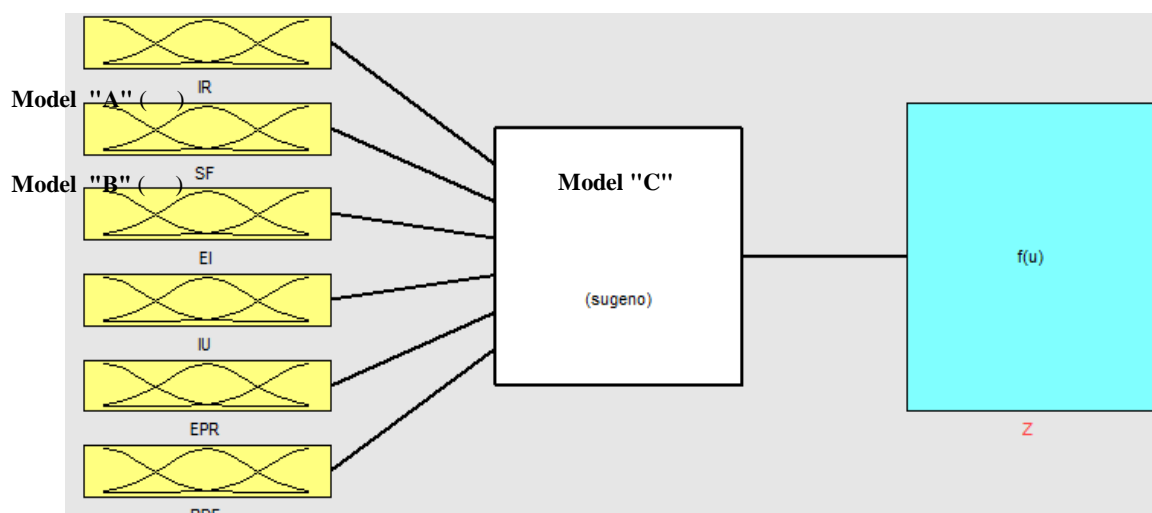 IR
Model "A" ( )
SF
Model "B" ( )
Model "C"
EI
f(u)
(sugeno)
IU
EPR
Z